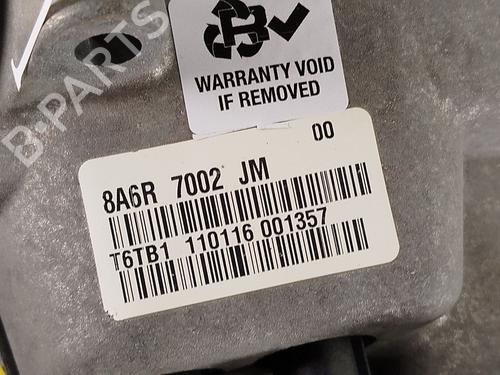 B-PARTS
WARRANTY VOID
IF REMOVED
00
8A6R 7002 JM
T6TB1 110116 001357